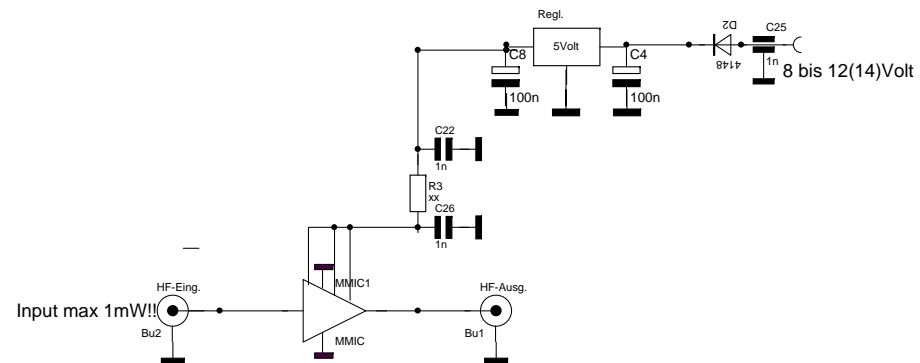 Regl.
5Volt
C8
100n
C4
100n
D2
4148
C25
1n
8 bis 12(14)Volt
C22
1n
R3
xx
C26
1n
HF-Eing.
MMIC1
HF-Ausg.
Input max 1mW!!
Bu2
MMIC
Bu1